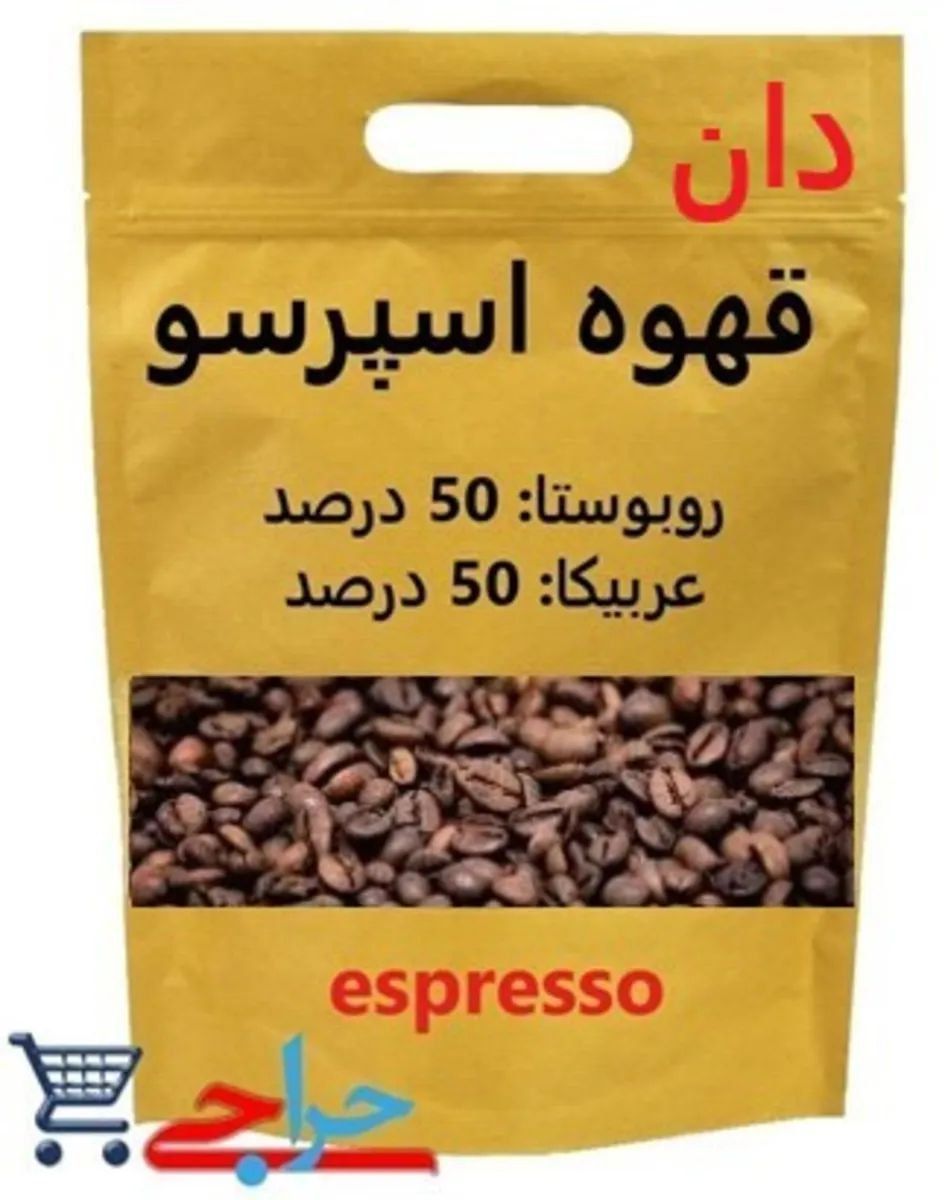 دان
قهوه اسپرسو
روبوستا: 50 درصد
عربیکا: 50 درصد
espresso
حراجی